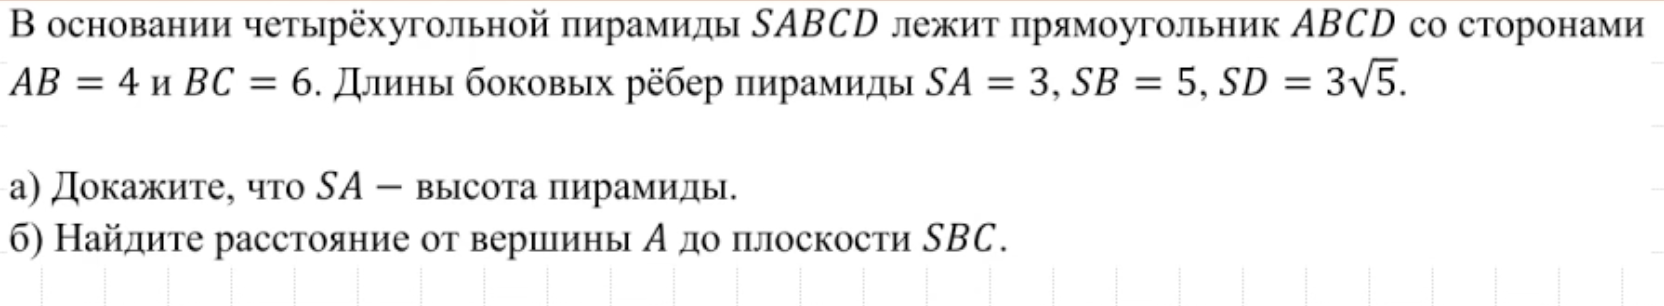 В основании четырёхугольной пирамиды SABCD лежит прямоугольник ABCD со сторонами
AB = 4 и BC = 6. Длины боковых рёбер пирамиды SA = 3, SB = 5, SD = 3√5.
а) Докажите, что SA − высота пирамиды.
б) Найдите расстояние от вершины A до плоскости SBC.